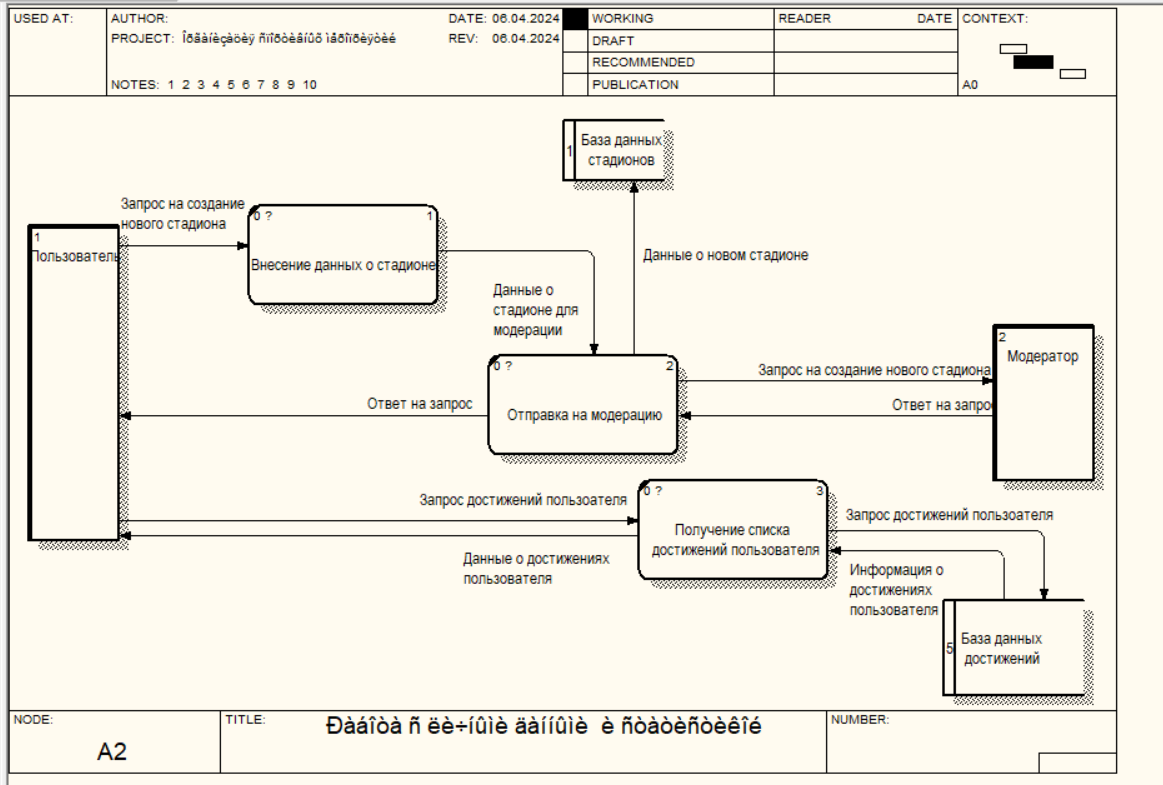 USED AT:
AUTHOR:
DATE: 06.04.2024
WORKING
READER
DATE
CONTEXT:
PROJECT: Îðãàíèçàöèÿ ñïîðòèâíûõ ìåðîïðèÿòèé
REV: 06.04.2024
DRAFT
RECOMMENDED
NOTES: 1 2 3 4 5 6 7 8 9 10
PUBLICATION
A0
1
База данных
стадионов
Запрос на создание
нового стадиона
1
Пользователь
0 ?
1
Внесение данных о стадионе
Данные о новом стадионе
Данные о
стадионе для
модерации
2
Модератор
0 ?
2
Отправка на модерацию
Запрос на создание нового стадиона
Ответ на запрос
Ответ на запро
Запрос достижений пользоателя
0 ?
3
Получение списка
достижений пользователя
Запрос достижений пользоателя
Данные о достижениях
пользователя
Информация о
достижениях
пользователя
5
База данных
достижений
NODE:
A2
TITLE:
Ðàáîòà ñ ëè÷íûìè äàííûìè è ñòàòèñòèêîé
NUMBER: